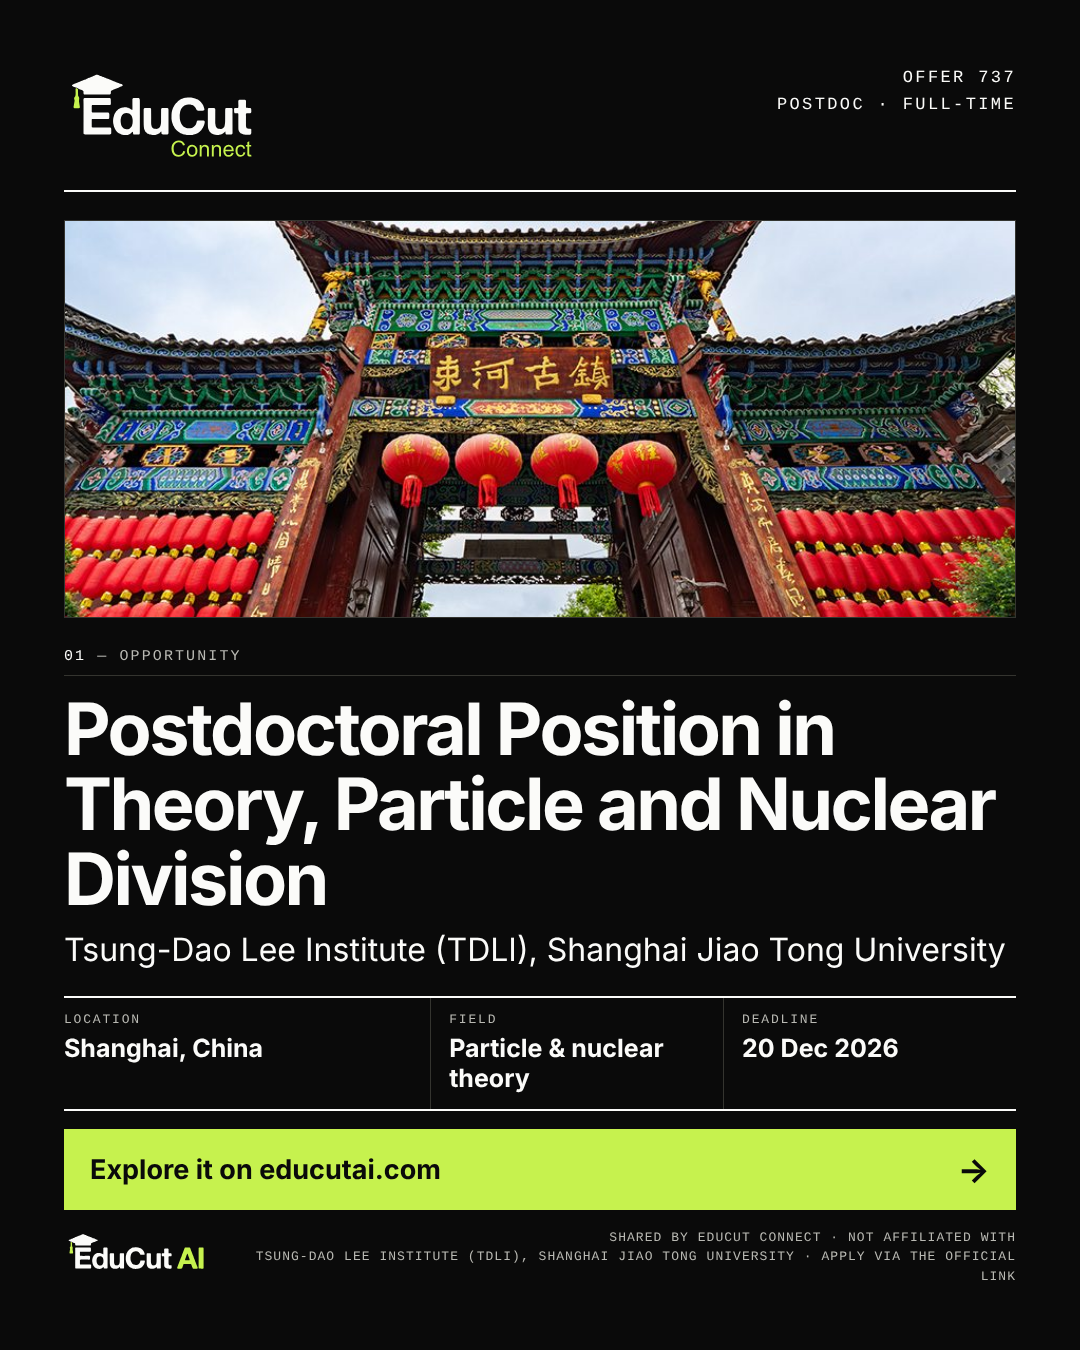 EduCut
Connect
OFFER 737
POSTDOC · FULL-TIME
束河古鎮
01 — OPPORTUNITY
Postdoctoral Position in
Theory, Particle and Nuclear
Division
Tsung-Dao Lee Institute (TDLI), Shanghai Jiao Tong University
LOCATION
Shanghai, China
FIELD
Particle & nuclear
theory
DEADLINE
20 Dec 2026
Explore it on educutai.com →
EduCut AI
SHARED BY EDUCUT CONNECT · NOT AFFILIATED WITH
TSUNG-DAO LEE INSTITUTE (TDLI), SHANGHAI JIAO TONG UNIVERSITY · APPLY VIA THE OFFICIAL
LINK